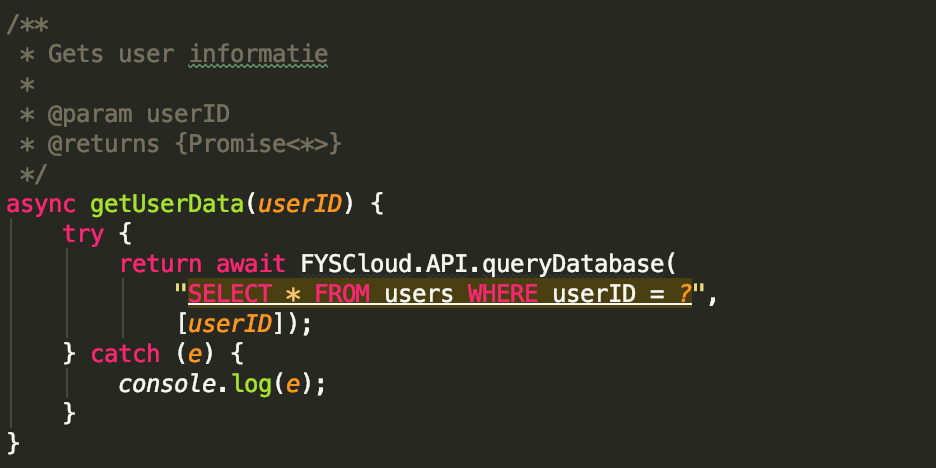 /**
 * Gets user informatie
 *
 * @param userID
 * @returns {Promise<*>}
 */
async getUserData(userID) {
    try {
        return await FYSCloud.API.queryDatabase(
            "SELECT * FROM users WHERE userID = ?",
            [userID]);
    } catch (e) {
        console.log(e);
    }
}